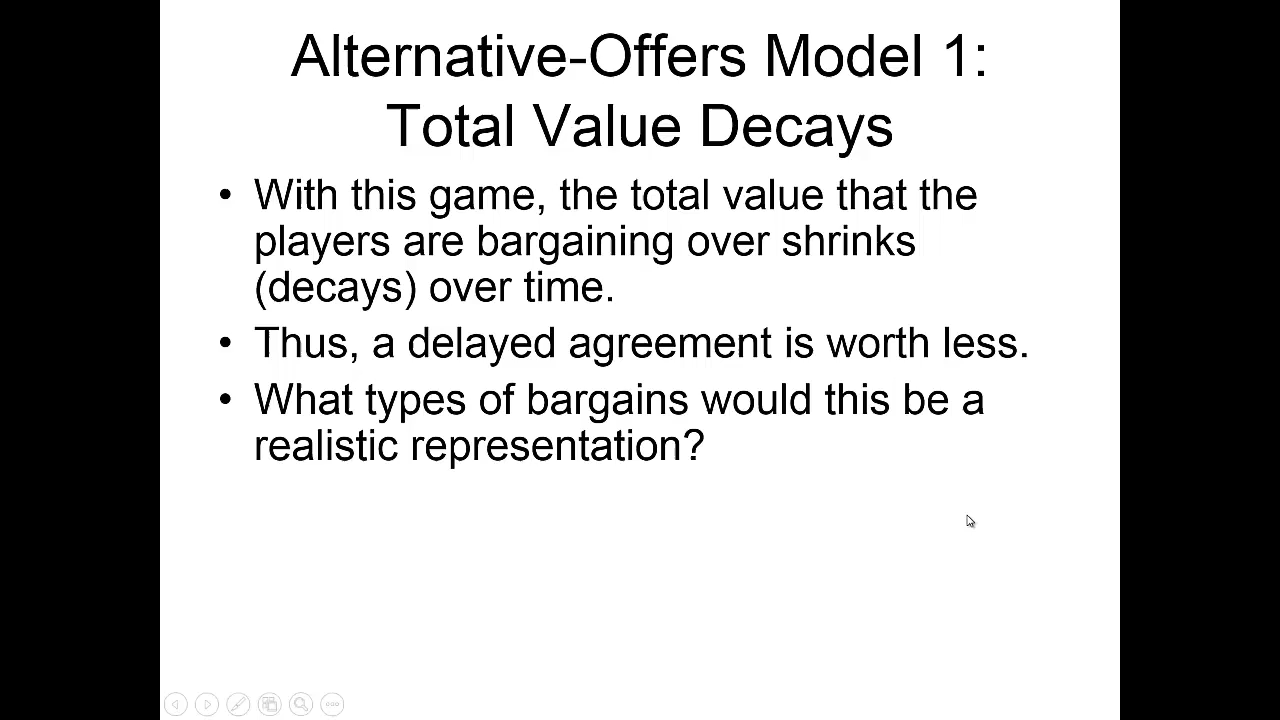 Alternative-Offers Model 1:
Total Value Decays
• With this game, the total value that the
players are bargaining over shrinks
(decays) over time.
• Thus, a delayed agreement is worth less.
• What types of bargains would this be a
realistic representation?